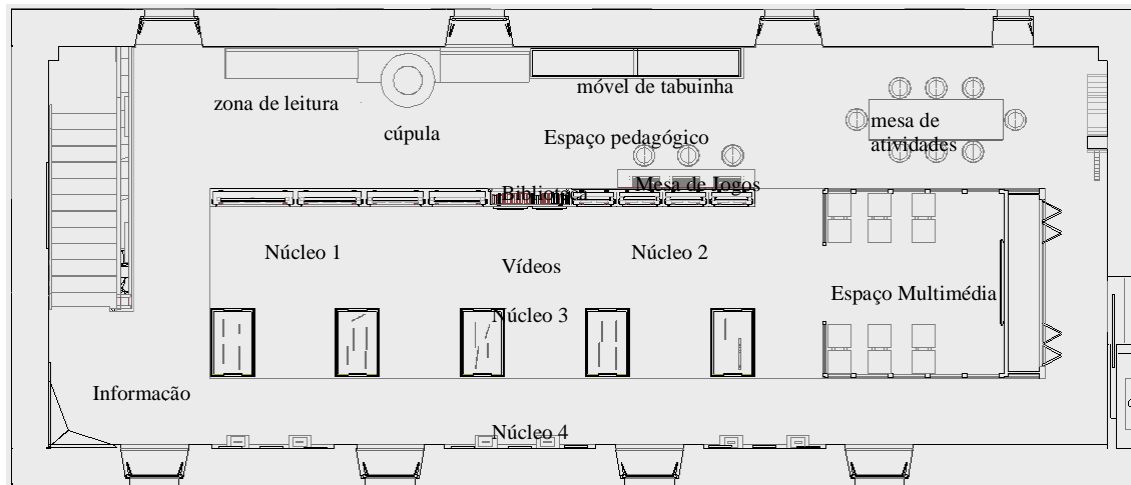 móvel de tabuinha
zona de leitura
cúpula
Espaço pedagógico
mesa de
atividades
Biblioteca
Mesa de Jogos
Núcleo 1
Vídeos
Núcleo 2
Espaço Multimédia
Núcleo 3
Informacão
Núcleo 4